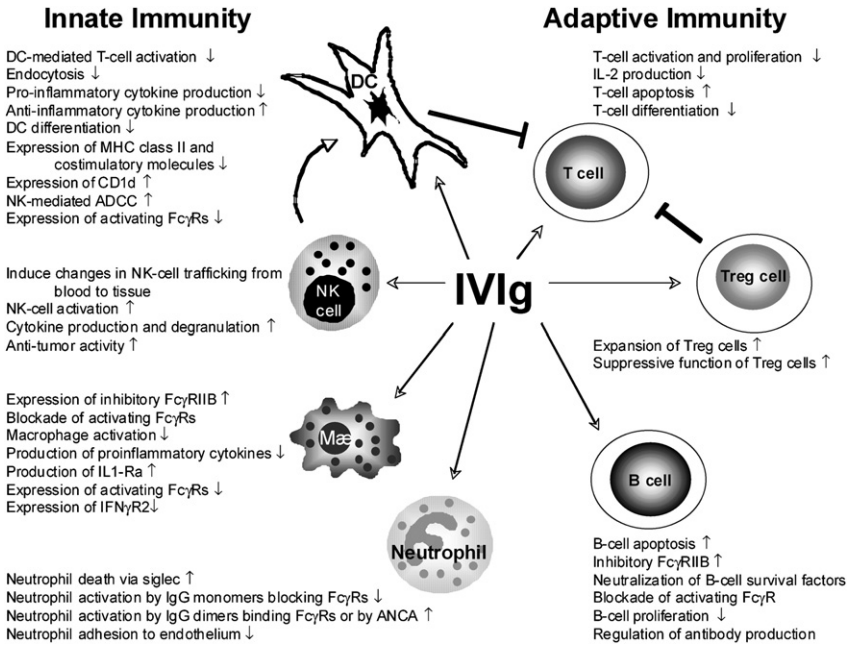 Innate Immunity
DC-mediated T-cell activation ↓
Endocytosis ↓
Pro-inflammatory cytokine production ↓
Anti-inflammatory cytokine production ↑
DC differentiation ↓
Expression of MHC class II and
costimulatory molecules ↓
Expression of CD1d ↑
NK-mediated ADCC ↑
Expression of activating FcγRs ↓
DC
Induce changes in NK-cell trafficking from
blood to tissue
NK-cell activation ↑
Cytokine production and degranulation ↑
Anti-tumor activity ↑
NK
cell
Expression of inhibitory FcγRIIB ↑
Blockade of activating FcγRs
Macrophage activation ↓
Production of proinflammatory cytokines ↓
Production of IL1-Ra ↑
Expression of activating FcγRs ↓
Expression of IFNγR2↓
Mæ
Neutrophil
Neutrophil death via siglec ↑
Neutrophil activation by IgG monomers blocking FcγRs ↓
Neutrophil activation by IgG dimers binding FcγRs or by ANCA ↑
Neutrophil adhesion to endothelium ↓
IVIg
Adaptive Immunity
T-cell activation and proliferation ↓
IL-2 production ↓
T-cell apoptosis ↑
T-cell differentiation ↓
T cell
Treg cell
Expansion of Treg cells ↑
Suppressive function of Treg cells ↑
B cell
B-cell apoptosis ↑
Inhibitory FcγRIIB ↑
Neutralization of B-cell survival factors
Blockade of activating FcγR
B-cell proliferation ↓
Regulation of antibody production